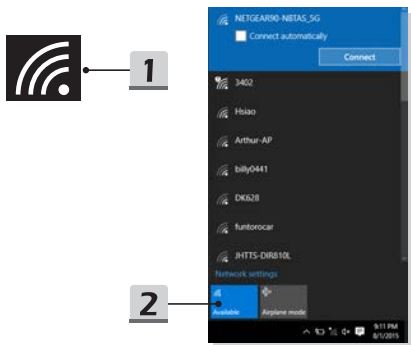 1
NETGEAR90-NBTAS_5G
Connect automatically
Connect
3402
Hsiao
Arthur-AP
billy0441
DK628
funtorocar
JHTTS-DIR810L
Network settings
2
Available
Airplane mode
9:11 PM
8/1/2015